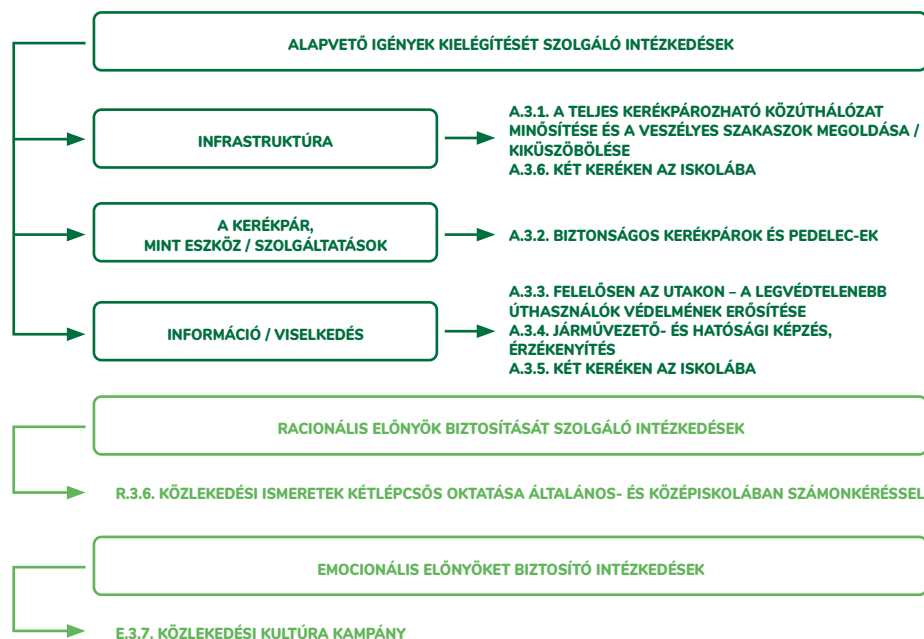 ALAPVETŐ IGÉNYEK KIELÉGÍTÉSÉT SZOLGÁLÓ INTÉZKEDÉSEK
INFRASTRUKTÚRA
A.3.1. A TELJES KERÉKPÁROZHATÓ KÖZÚTHÁLÓZAT
MINŐSÍTÉSE ÉS A VESZÉLYES SZAKASZOK MEGOLDÁSA /
KIKÜSZÖBÖLÉSE
A.3.6. KÉT KERÉKEN AZ ISKOLÁBA
A KERÉKPÁR,
MINT ESZKÖZ / SZOLGÁLTATÁSOK
A.3.2. BIZTONSÁGOS KERÉKPÁROK ÉS PEDELEC-EK
INFORMÁCIÓ / VISELKEDÉS
A.3.3. FELELŐSEN AZ UTAKON – A LEGVÉDTELENEBB
ÚTHASZNÁLÓK VÉDELMÉNEK ERŐSÍTÉSE
A.3.4. JÁRMŰVEZETŐ- ÉS HATÓSÁGI KÉPZÉS,
ÉRZÉKENYÍTÉS
A.3.5. KÉT KERÉKEN AZ ISKOLÁBA
RACIONÁLIS ELŐNYÖK BIZTOSÍTÁSÁT SZOLGÁLÓ INTÉZKEDÉSEK
R.3.6. KÖZLEKEDÉSI ISMERETEK KÉTLÉPCSŐS OKTATÁSA ÁLTALÁNOS- ÉS KÖZÉPISKOLÁBAN SZÁMONKÉRÉSSEL
EMOCIONÁLIS ELŐNYÖKET BIZTOSÍTÓ INTÉZKEDÉSEK
E.3.7. KÖZLEKEDÉSI KULTÚRA KAMPÁNY